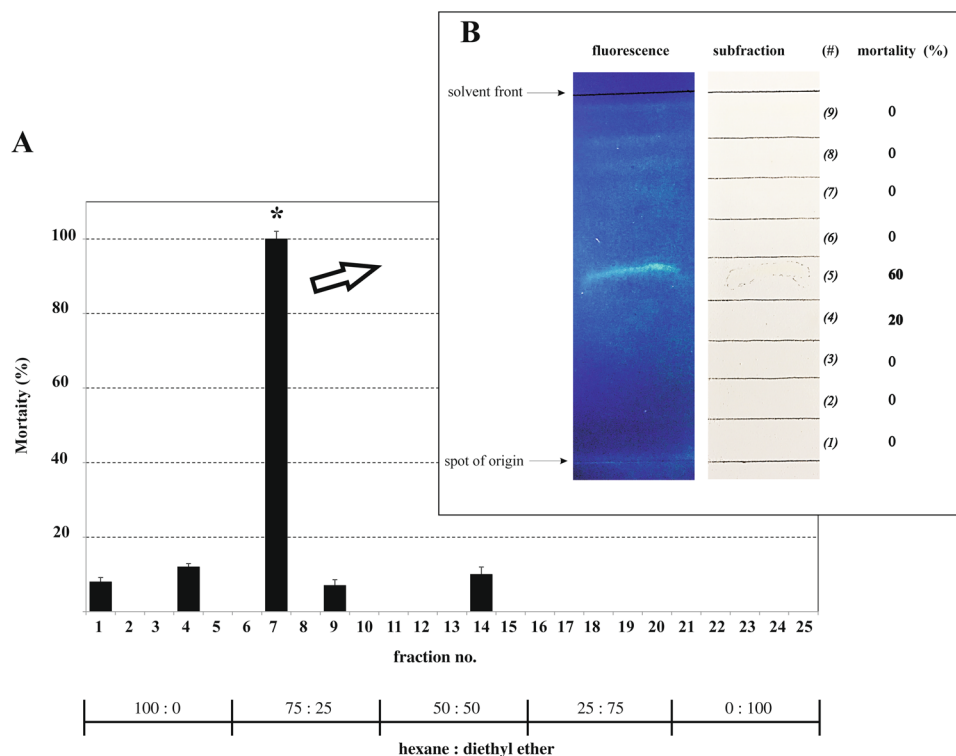 B
fluorescence subfraction (#) mortality (%)
solvent front
(9) 0
(8) 0
(7) 0
(6) 0
(5) 60
(4) 20
(3) 0
(2) 0
(1) 0
spot of origin
A
*
Mortaity (%)
100
80
60
40
20
1 2 3 4 5 6 7 8 9 10 11 12 13 14 15 16 17 18 19 20 21 22 23 24 25
fraction no.
100 : 0 75 : 25 50 : 50 25 : 75 0 : 100
hexane : diethyl ether